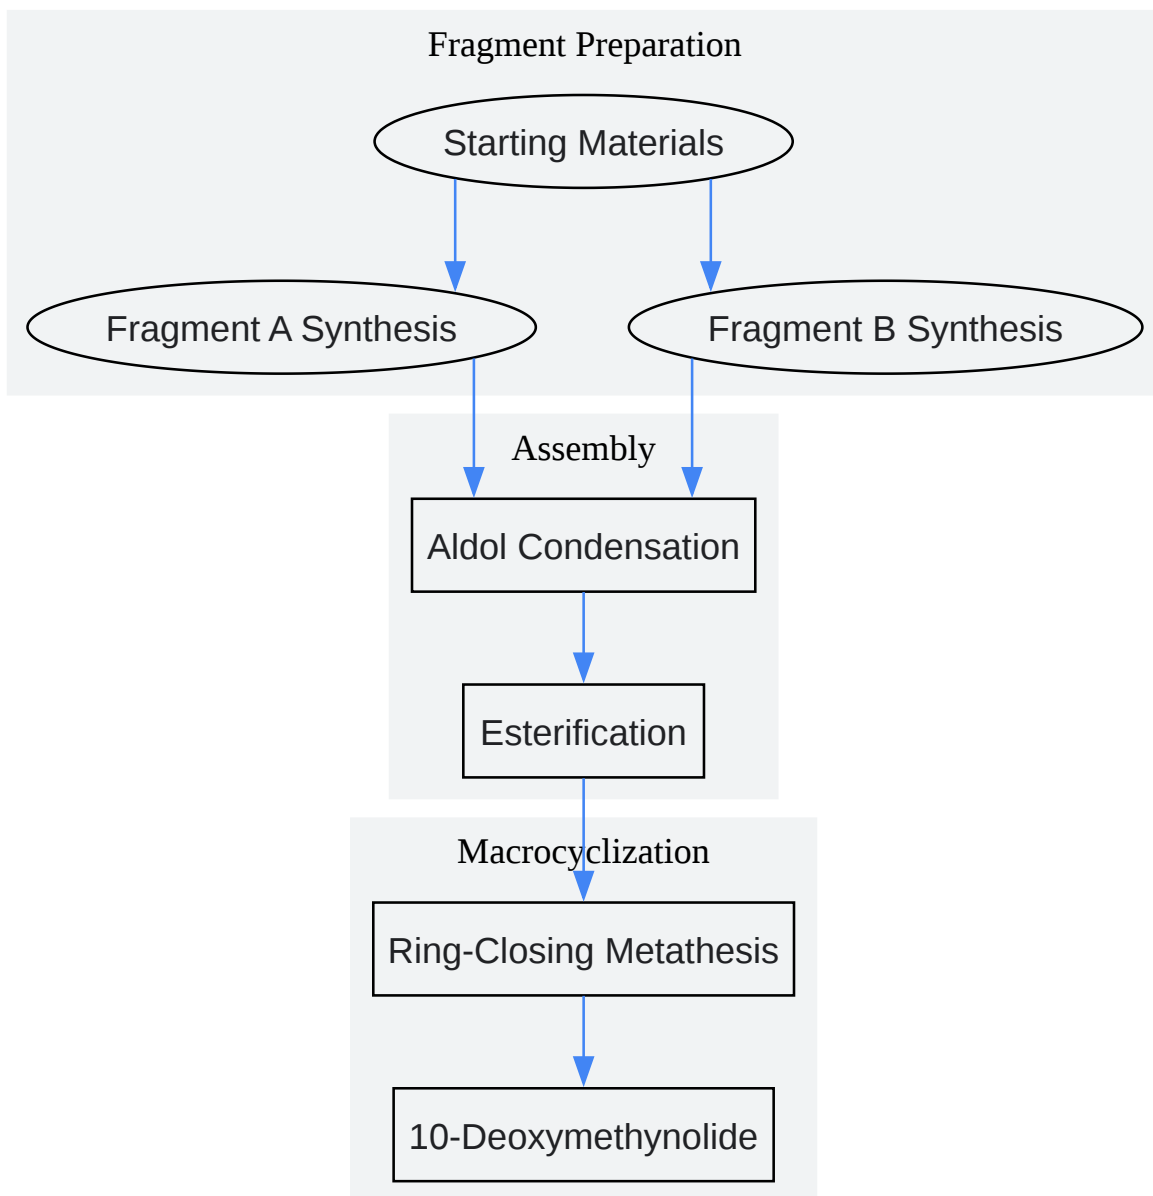 Fragment Preparation
Starting Materials
Fragment A Synthesis
Fragment B Synthesis
Assembly
Aldol Condensation
Esterification
Macrocyclization
Ring-Closing Metathesis
10-Deoxymethynolide